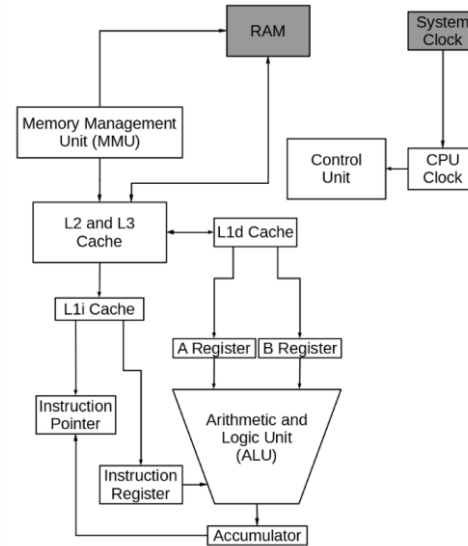 RAM
System
Clock
Memory Management
Unit (MMU)
Control
Unit
CPU
Clock
L2 and L3
Cache
L1d Cache
L1i Cache
A Register
B Register
Instruction
Pointer
Arithmetic and
Logic Unit
(ALU)
Instruction
Register
Accumulator